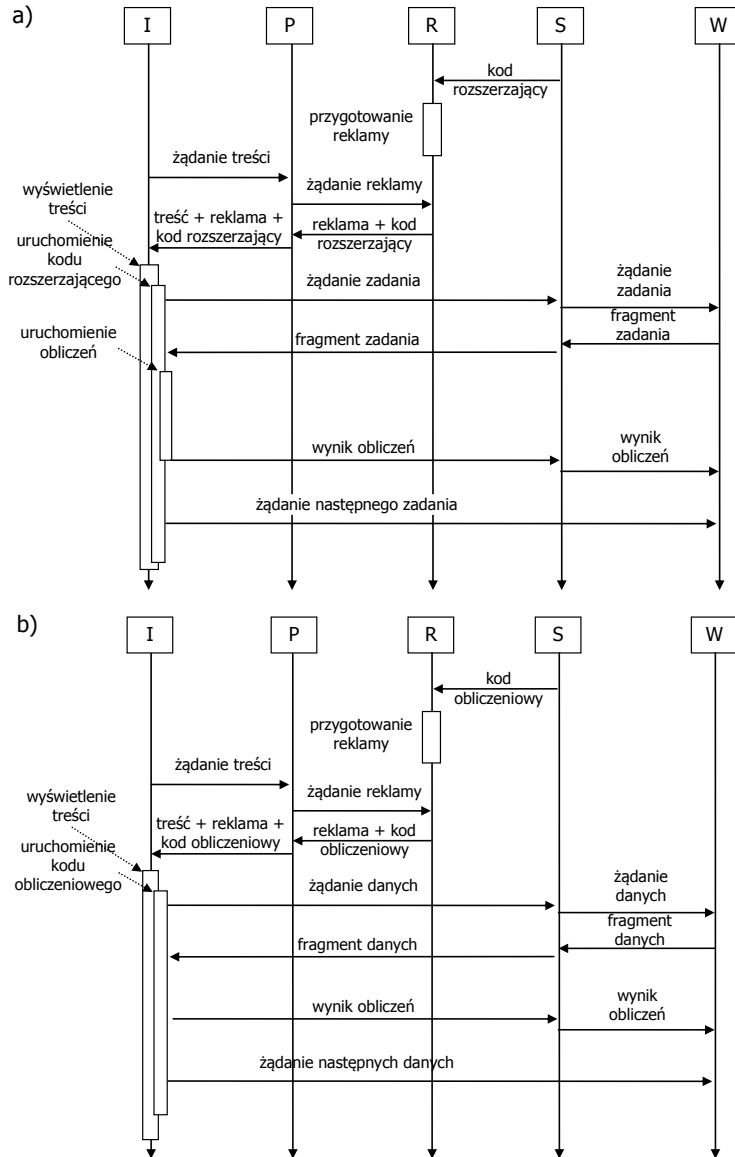 a)
I
P
R
S
W
kod
rozszerzający
przygotowanie
reklamy
żądanie treści
żądanie reklamy
wyświetlenie
treści
treść + reklama +
kod rozszerzający
reklama + kod
rozszerzający
uruchomienie
kodu
rozszerzającego
żądanie zadania
żądanie
zadania
fragment
zadania
uruchomienie
obliczeń
fragment zadania
wynik obliczeń
wynik
obliczeń
żądanie następnego zadania
b)
I
P
R
S
W
kod
obliczeniowy
przygotowanie
reklamy
żądanie treści
żądanie reklamy
wyświetlenie
treści
treść + reklama +
kod obliczeniowy
reklama + kod
obliczeniowy
uruchomienie
kodu
obliczeniowego
żądanie danych
żądanie
danych
fragment
danych
fragment danych
wynik obliczeń
wynik
obliczeń
żądanie następnych danych